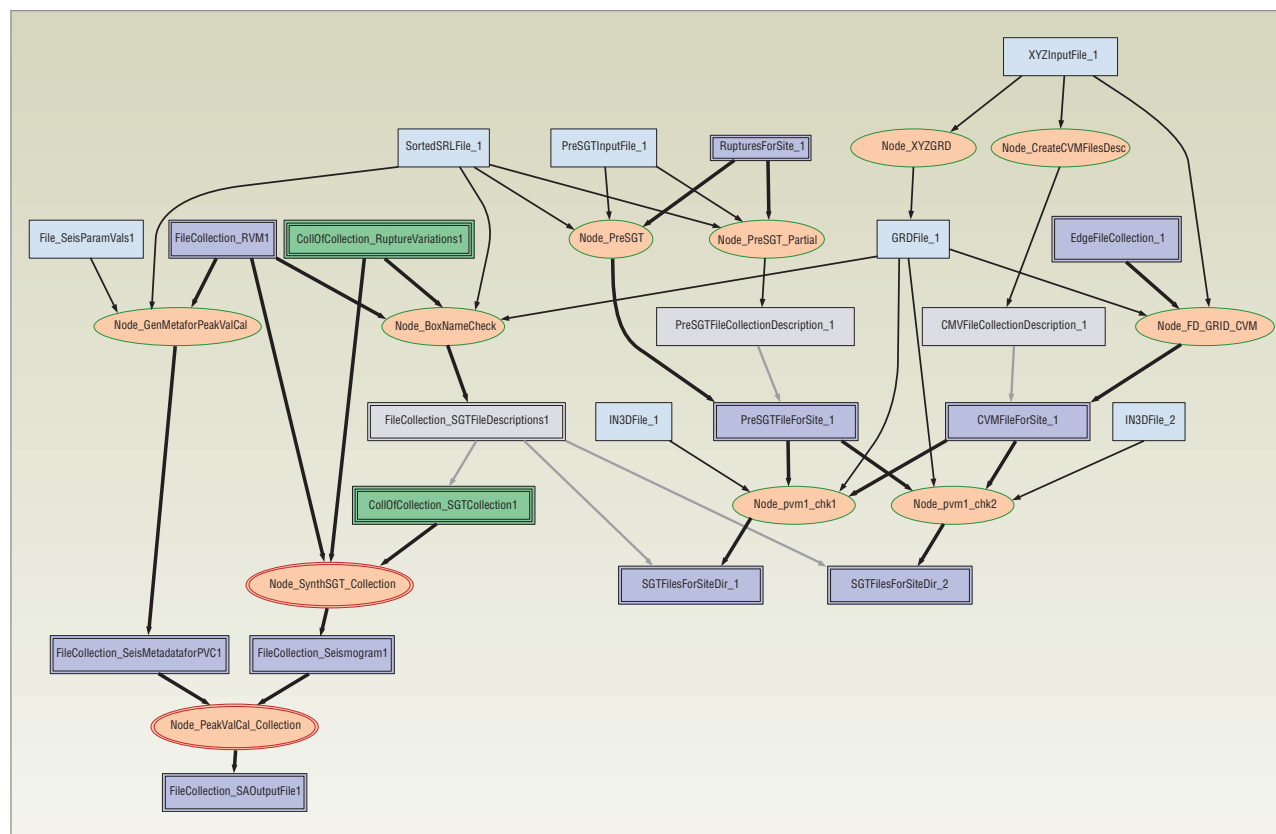 XYZInputFile_1
SortedSRLFile_1
PreSGTInputFile_1
RupturesForSite_1
Node_XYZGRD
Node_CreateCVMFilesDesc
File_SeisParamVals1
FileCollection_RVM1
CollOfCollection_RuptureVariations1
Node_PreSGT
Node_PreSGT_Partial
GRDFile_1
EdgeFileCollection_1
Node_GenMetaforPeakValCal
Node_BoxNameCheck
PreSGTFileCollectionDescription_1
CMVFileCollectionDescription_1
Node_FD_GRID_CVM
FileCollection_SGTFileDescriptions1
IN3DFile_1
PreSGTFileForSite_1
CVMFileForSite_1
IN3DFile_2
CollOfCollection_SGTCollection1
Node_pvm1_chk1
Node_pvm1_chk2
Node_SynthSGT_Collection
SGTFilesForSiteDir_1
SGTFilesForSiteDir_2
FileCollection_SeisMetadataforPVC1
FileCollection_Seismogram1
Node_PeakValCal_Collection
FileCollection_SAOutputFile1